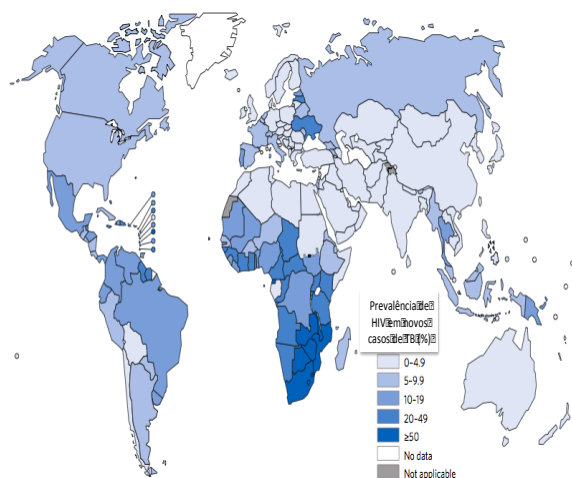 Prevalência de
HIV em novos
casos de TB (%)
0–4.9
5–9.9
10–19
20–49
≥50
No data
Not applicable